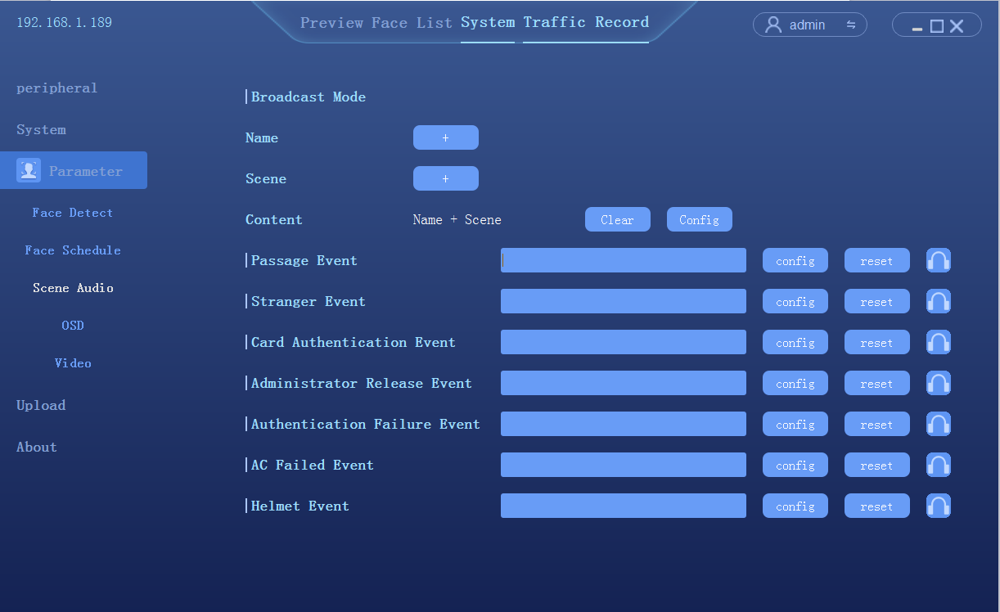 192.168.1.189
Preview Face List System Traffic Record
admin
peripheral
System
Parameter
Face Detect
Face Schedule
Scene Audio
OSD
Video
Upload
About
Broadcast Mode
Name +
Scene +
Content Name + Scene Clear Config
Passage Event config reset
Stranger Event config reset
Card Authentication Event config reset
Administrator Release Event config reset
Authentication Failure Event config reset
AC Failed Event config reset
Helmet Event config reset